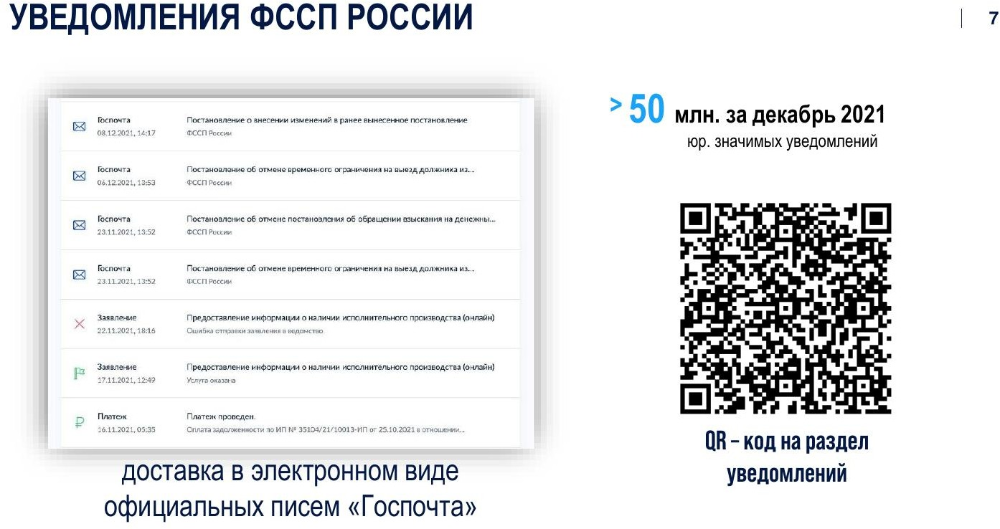 УВЕДОМЛЕНИЯ ФССП РОССИИ
7
Госпочта
Постановление о внесении изменений в ранее вынесенное постановление
08.12.2021, 14:17
ФССП России
Госпочта
Постановление об отмене временного ограничения на выезд должника из...
06.12.2021, 13:53
ФССП России
Госпочта
Постановление об отмене постановления об обращении взыскания на денежны...
23.11.2021, 13:52
ФССП России
Госпочта
Постановление об отмене временного ограничения на выезд должника из...
23.11.2021, 13:52
ФССП России
Заявление
Предоставление информации о наличии исполнительного производства (онлайн)
22.11.2021, 18:16
Ошибка отправки заявления в ведомство
Заявление
Предоставление информации о наличии исполнительного производства (онлайн)
17.11.2021, 12:49
Услуга оказана
Платеж
Платеж проведен.
16.11.2021, 05:35
Оплата задолженности по ИП № 35104/21/10013-ИП от 25.10.2021 в отношении...
доставка в электронном виде
официальных писем «Госпочта»
> 50 млн. за декабрь 2021
юр. значимых уведомлений
QR – код на раздел
уведомлений